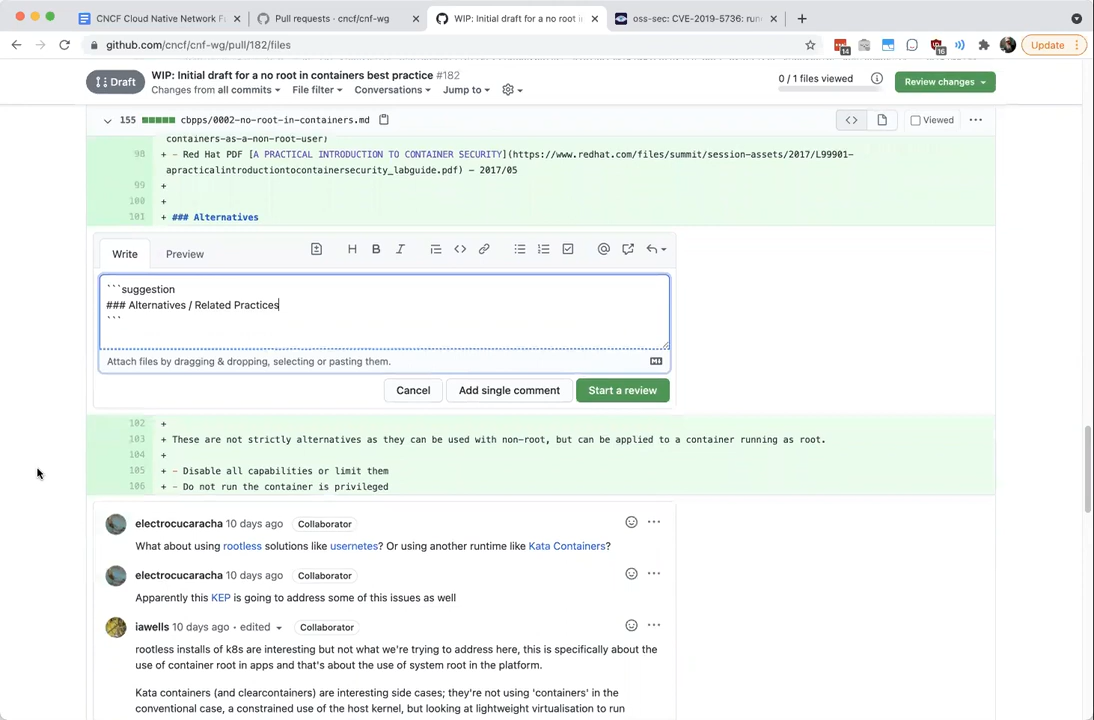 CNCF Cloud Native Network F
Pull requests · cncf/cnf-wg
WIP: Initial draft for a no root i
oss-sec: CVE-2019-5736: run
github.com/cncf/cnf-wg/pull/182/files
14
16
Update
Draft
WIP: Initial draft for a no root in containers best practice #182
Changes from all commits
File filter
Conversations
Jump to
0 / 1 files viewed
Review changes
155
cbpps/0002-no-root-in-containers.md
Viewed
containers-as-a-non-root-user)
98 + - Red Hat PDF [A PRACTICAL INTRODUCTION TO CONTAINER SECURITY](https://www.redhat.com/files/summit/session-assets/2017/L99901-
apracticalintroductiontocontainersecurity_labguide.pdf) - 2017/05
99 +
100 +
101 + ### Alternatives
Write
Preview
```suggestion
### Alternatives / Related Practices
```
Attach files by dragging & dropping, selecting or pasting them.
Cancel
Add single comment
Start a review
102 +
103 + These are not strictly alternatives as they can be used with non-root, but can be applied to a container running as root.
104 +
105 + - Disable all capabilities or limit them
106 + - Do not run the container is privileged
electrocucaracha 10 days ago Collaborator
What about using rootless solutions like usernetes? Or using another runtime like Kata Containers?
electrocucaracha 10 days ago Collaborator
Apparently this KEP is going to address some of this issues as well
iawells 10 days ago • edited Collaborator
rootless installs of k8s are interesting but not what we're trying to address here, this is specifically about the
use of container root in apps and that's about the use of system root in the platform.
Kata containers (and clearcontainers) are interesting side cases; they're not using 'containers' in the
conventional case, a constrained use of the host kernel, but looking at lightweight virtualisation to run